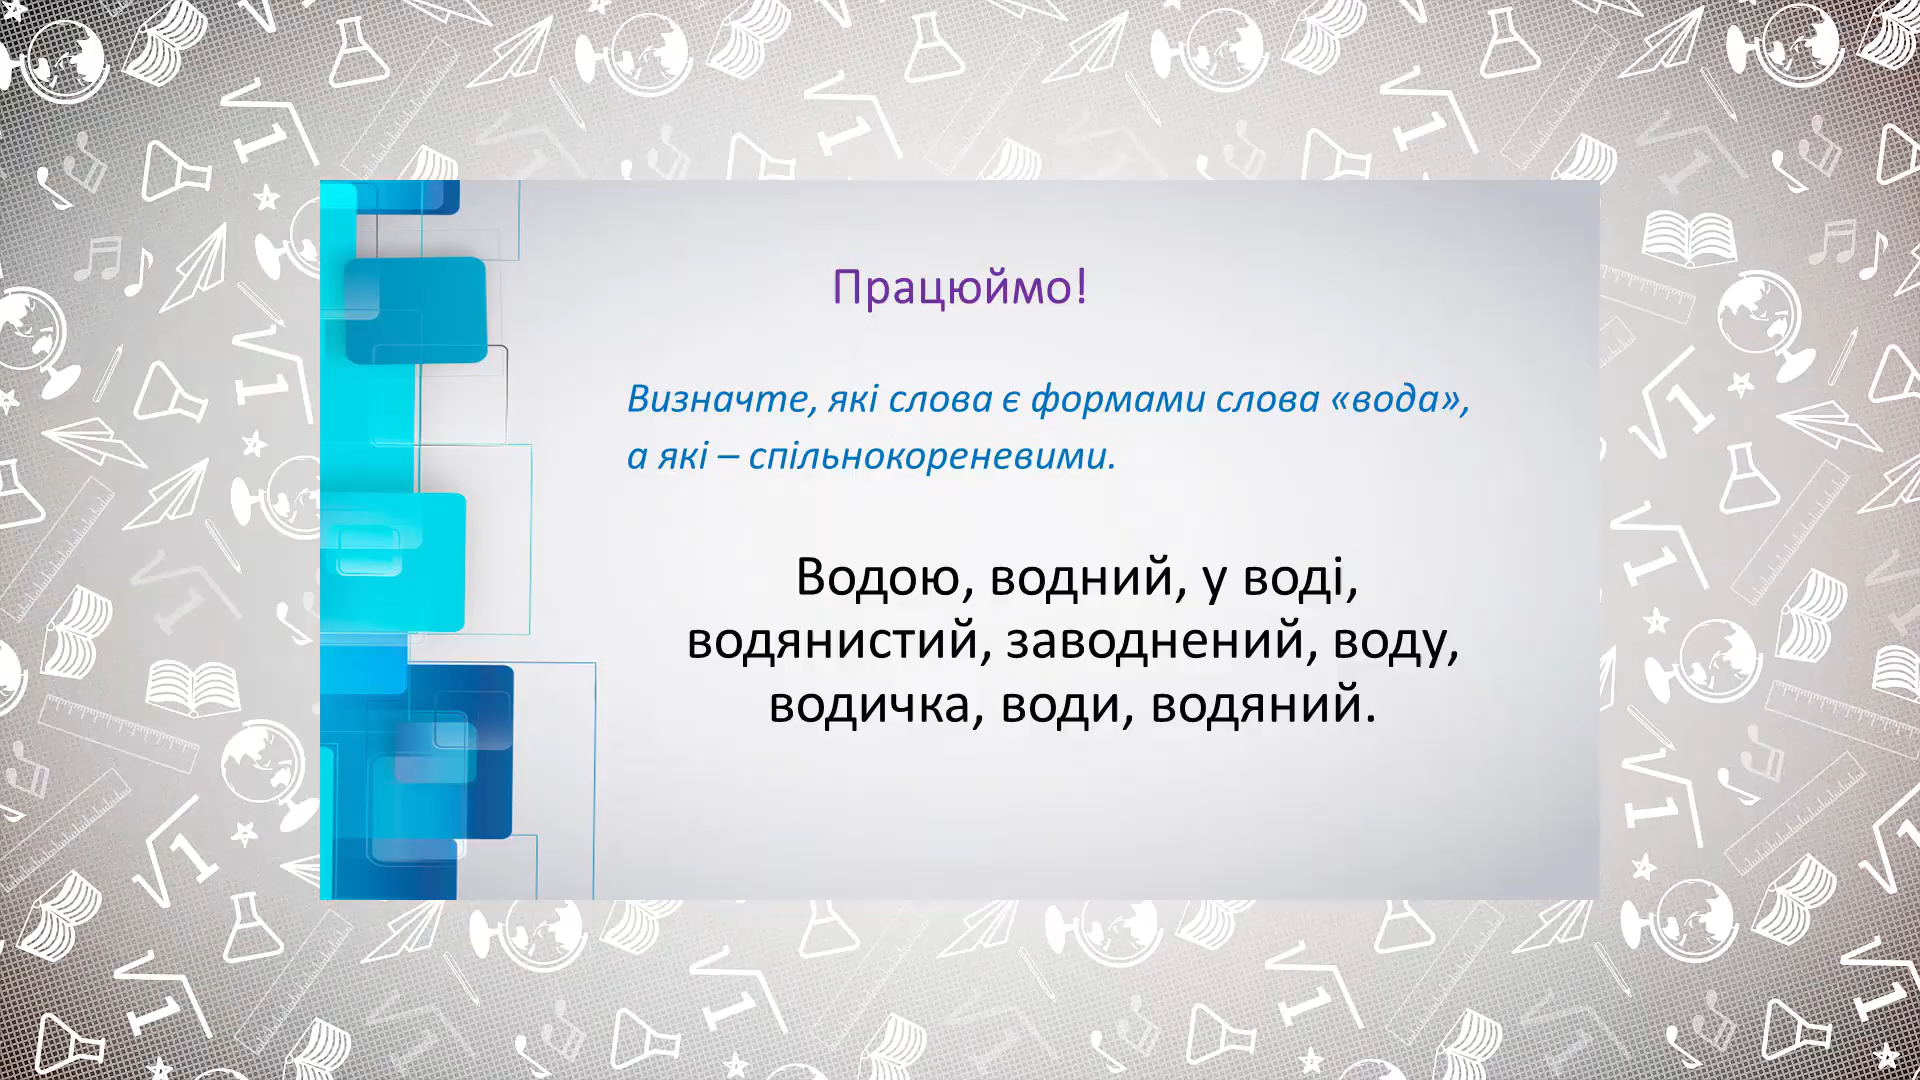 Працюймо!
Визначте, які слова є формами слова «вода»,
а які – спільнокореневими.
Водою, водний, у воді,
водянистий, заводнений, воду,
водичка, води, водяний.